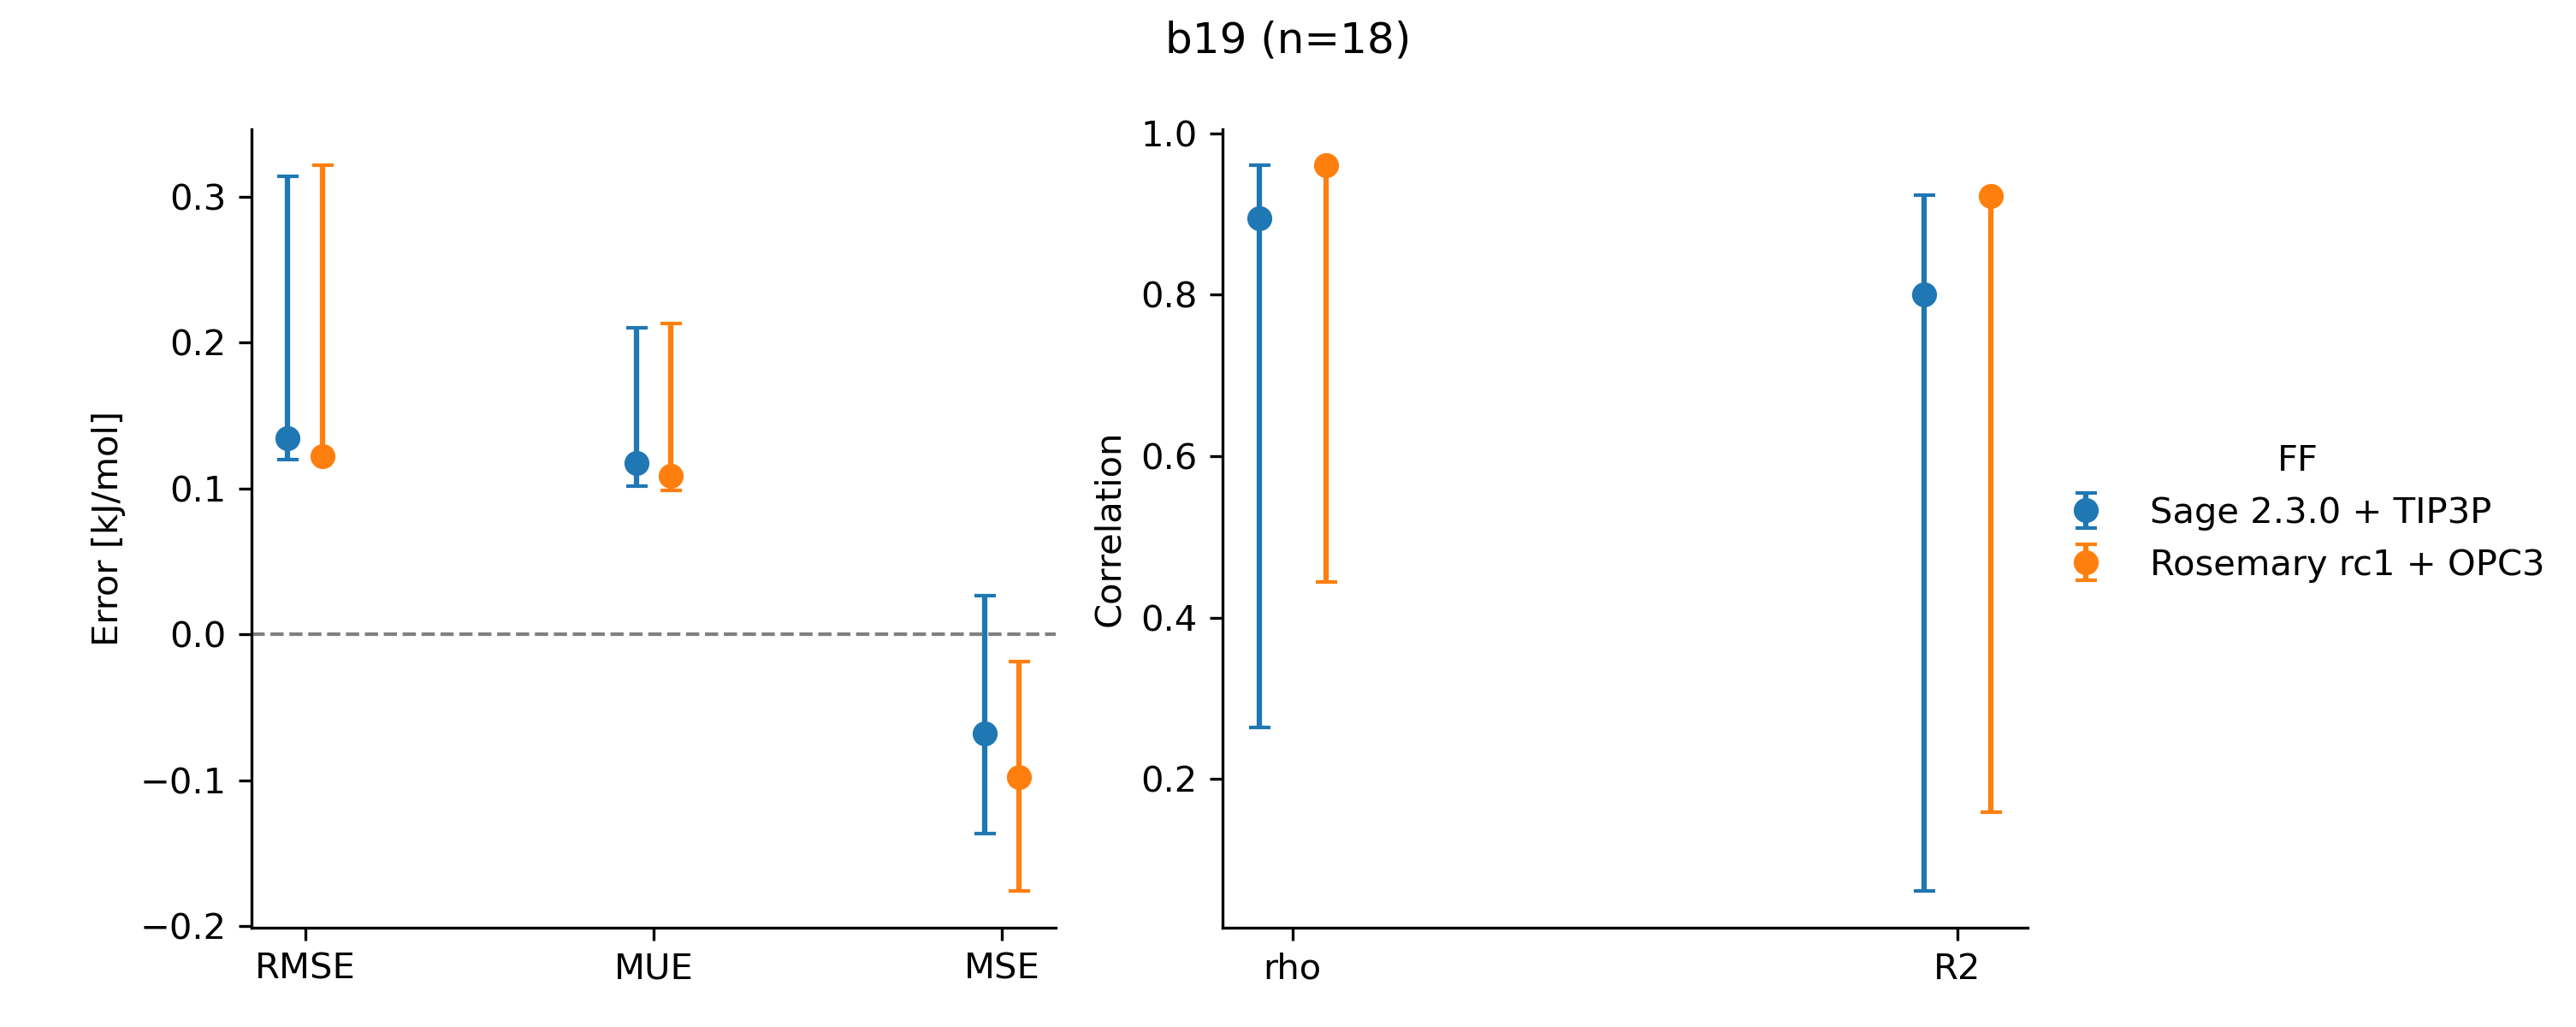 b19 (n=18)
Error [kJ/mol]
0.3
0.2
0.1
0.0
−0.1
−0.2
RMSE
MUE
MSE
Correlation
1.0
0.8
0.6
0.4
0.2
rho
R2
FF
Sage 2.3.0 + TIP3P
Rosemary rc1 + OPC3